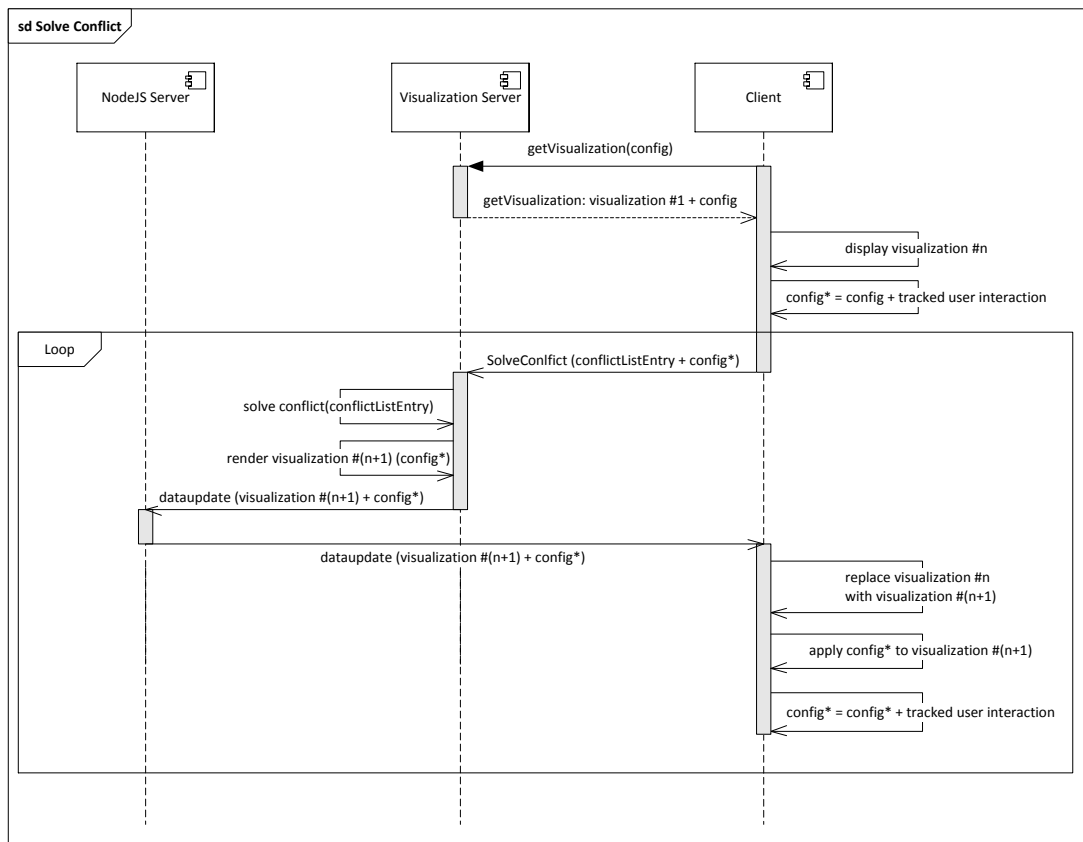 sd Solve Conflict
NodeJS Server
Visualization Server
Client
getVisualization(config)
getVisualization: visualization #1 + config
display visualization #n
config* = config + tracked user interaction
Loop
SolveConlfict (conflictListEntry + config*)
solve conflict(conflictListEntry)
render visualization #(n+1) (config*)
dataupdate (visualization #(n+1) + config*)
dataupdate (visualization #(n+1) + config*)
replace visualization #n
with visualization #(n+1)
apply config* to visualization #(n+1)
config* = config* + tracked user interaction